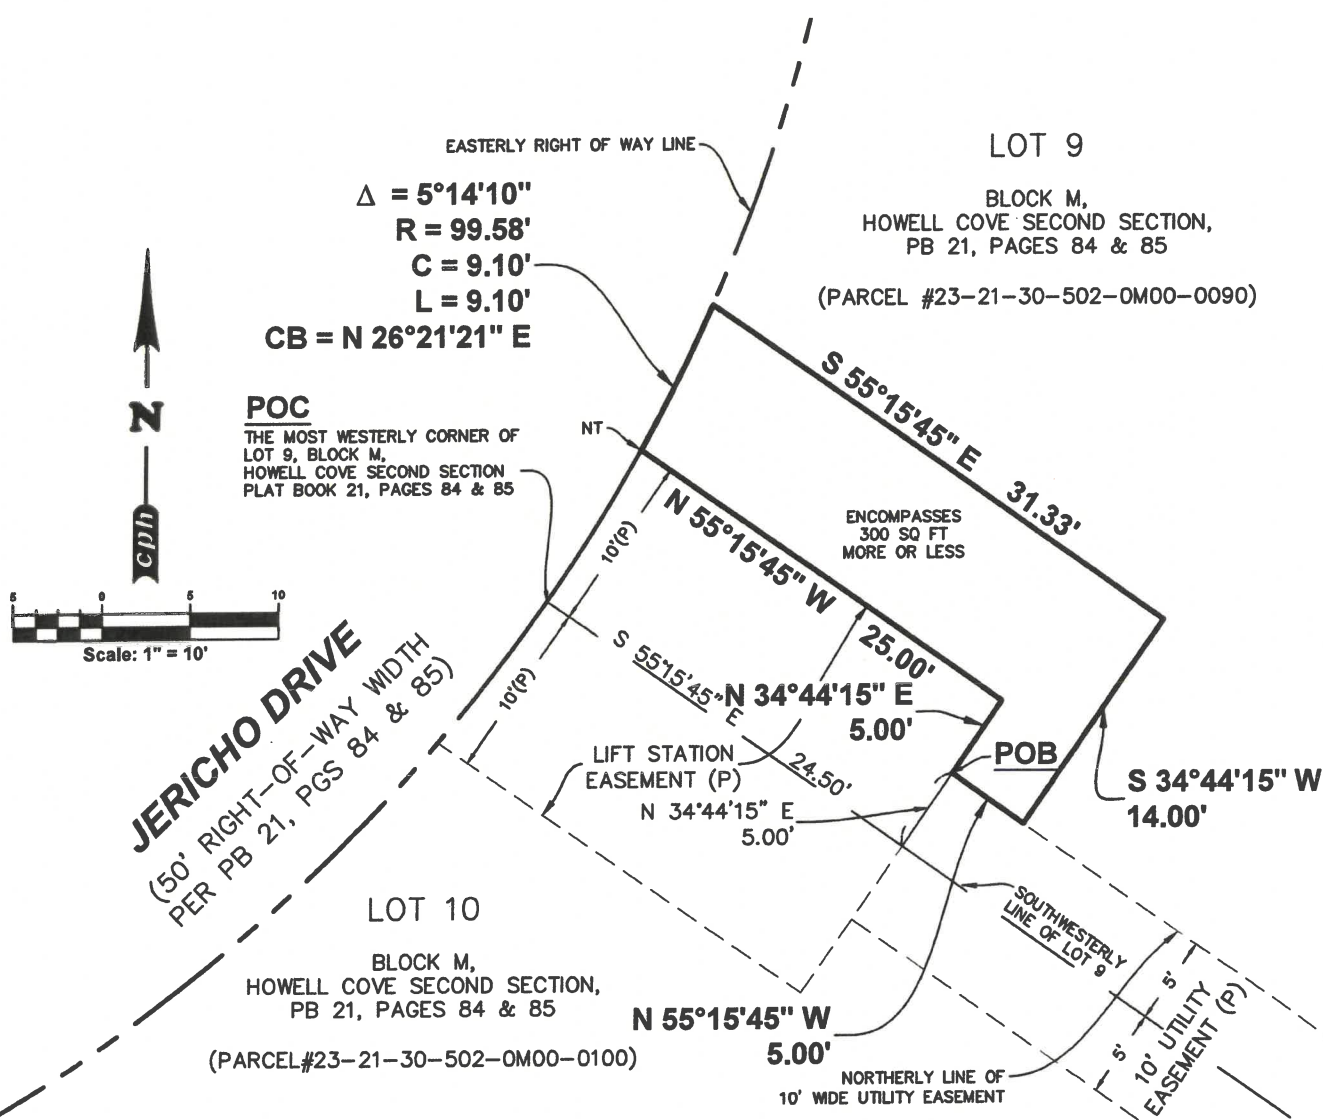 EASTERLY RIGHT OF WAY LINE
LOT 9
BLOCK M,
HOWELL COVE SECOND SECTION,
PB 21, PAGES 84 & 85
(PARCEL #23-21-30-502-0M00-0090)
Δ = 5°14'10"
R = 99.58'
C = 9.10'
L = 9.10'
CB = N 26°21'21" E
POC
THE MOST WESTERLY CORNER OF
LOT 9, BLOCK M,
HOWELL COVE SECOND SECTION
PLAT BOOK 21, PAGES 84 & 85
NT
N
cph
5 0 5 10
Scale: 1" = 10'
S 55°15'45" E 31.33'
ENCOMPASSES
300 SQ FT
MORE OR LESS
N 55°15'45" W 25.00'
10'(P)
10'(P)
S 55°15'45" E 24.50'
N 34°44'15" E
5.00'
POB
LIFT STATION
EASEMENT (P)
N 34°44'15" E
5.00'
S 34°44'15" W
14.00'
JERICHO DRIVE
(50' RIGHT-OF-WAY WIDTH
PER PB 21, PGS 84 & 85)
LOT 10
BLOCK M,
HOWELL COVE SECOND SECTION,
PB 21, PAGES 84 & 85
(PARCEL#23-21-30-502-0M00-0100)
SOUTHWESTERLY
LINE OF LOT 9
N 55°15'45" W
5.00'
5'
5'
10' UTILITY
EASEMENT (P)
NORTHERLY LINE OF
10' WIDE UTILITY EASEMENT